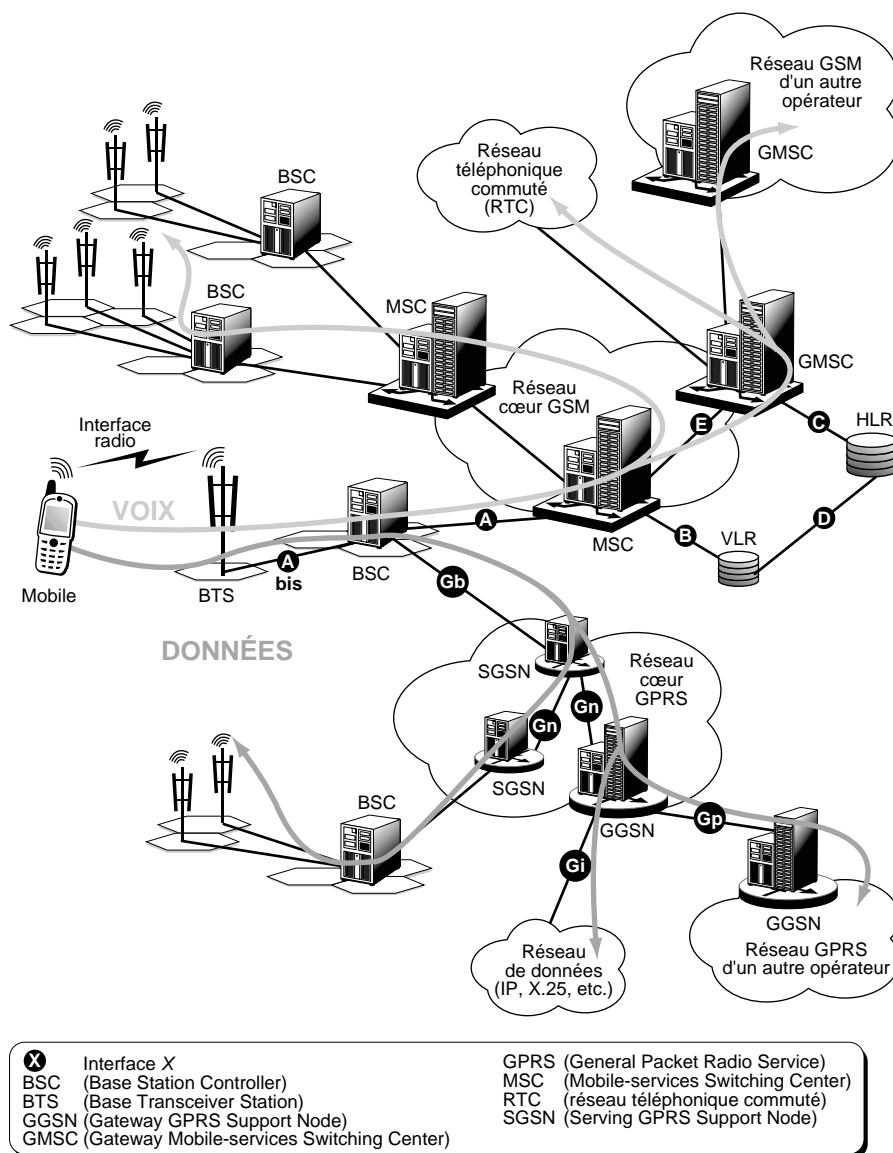 Réseau GSM
d'un autre
opérateur
GMSC
Réseau
téléphonique
commuté
(RTC)
BSC
BSC
MSC
GMSC
Réseau
cœur GSM
E
C
HLR
Interface
radio
VOIX
A
MSC
B
VLR
D
Mobile
BTS
A
bis
BSC
Gb
DONNÉES
SGSN
Réseau
cœur
GPRS
Gn
Gn
SGSN
GGSN
Gp
BSC
Gi
GGSN
Réseau
de données
(IP, X.25, etc.)
Réseau GPRS
d'un autre opérateur
X Interface X
BSC (Base Station Controller)
BTS (Base Transceiver Station)
GGSN (Gateway GPRS Support Node)
GMSC (Gateway Mobile-services Switching Center)
GPRS (General Packet Radio Service)
MSC (Mobile-services Switching Center)
RTC (réseau téléphonique commuté)
SGSN (Serving GPRS Support Node)